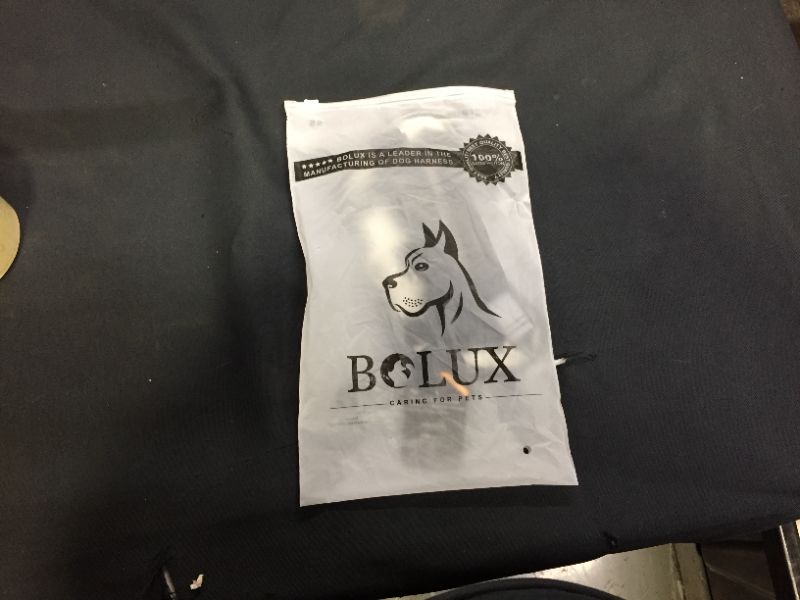 ★★★★★ BOLUX IS A LEADER IN THE
MANUFACTURING OF DOG HARNESS
100%
BOLUX
CARING FOR PETS